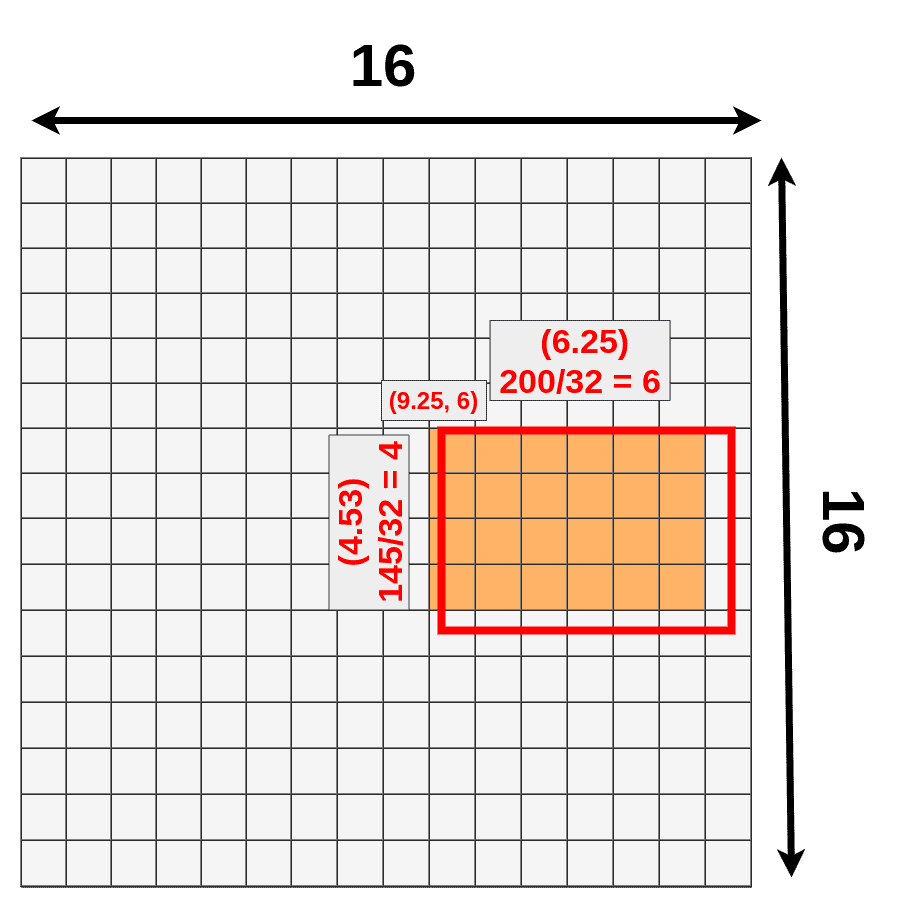 16
(6.25)
200/32 = 6
(9.25, 6)
(4.53)
145/32 = 4
16